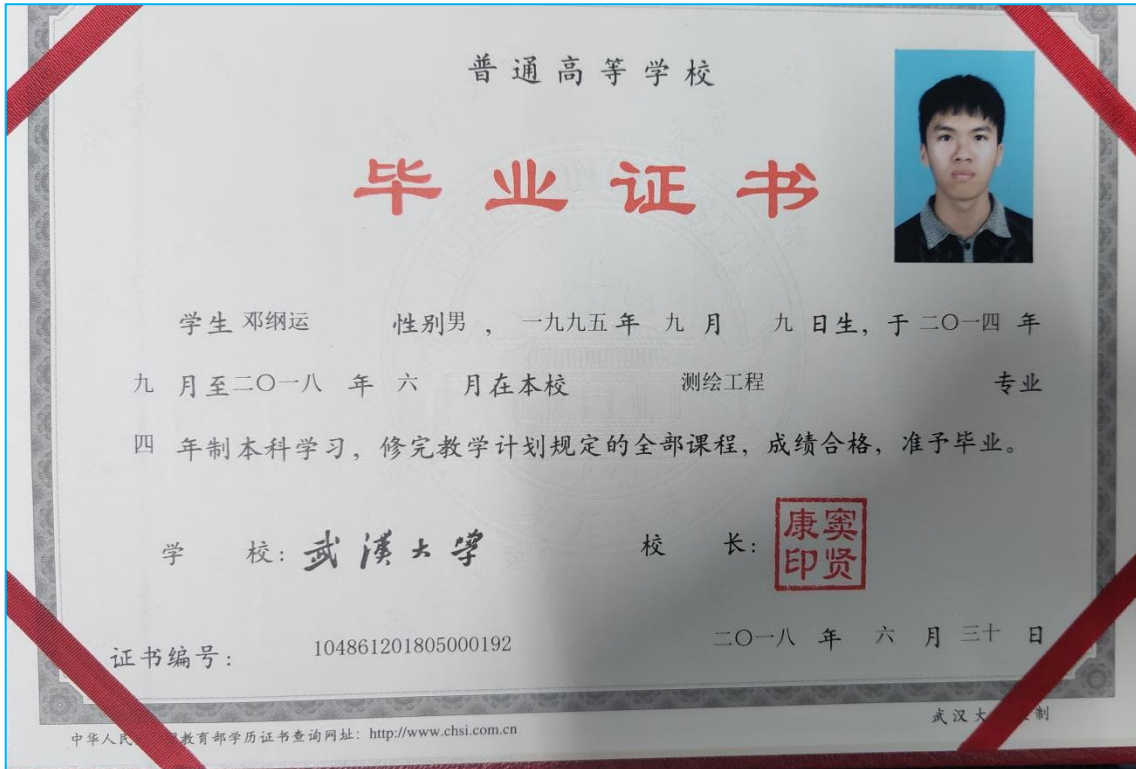 普通高等学校
毕业证书
学生 邓纲运 性别男，一九九五年 九 月 九 日生，于二〇一四 年
九 月至二〇一八 年 六 月在本校 测绘工程 专业
四 年制本科学习，修完教学计划规定的全部课程，成绩合格，准予毕业。
学 校：武漢大学 校 长：
康窦
印贤
证书编号： 104861201805000192 二〇一八 年 六 月 三十 日
中华人民 教育部学历证书查询网址：http://www.chsi.com.cn 武汉大 制